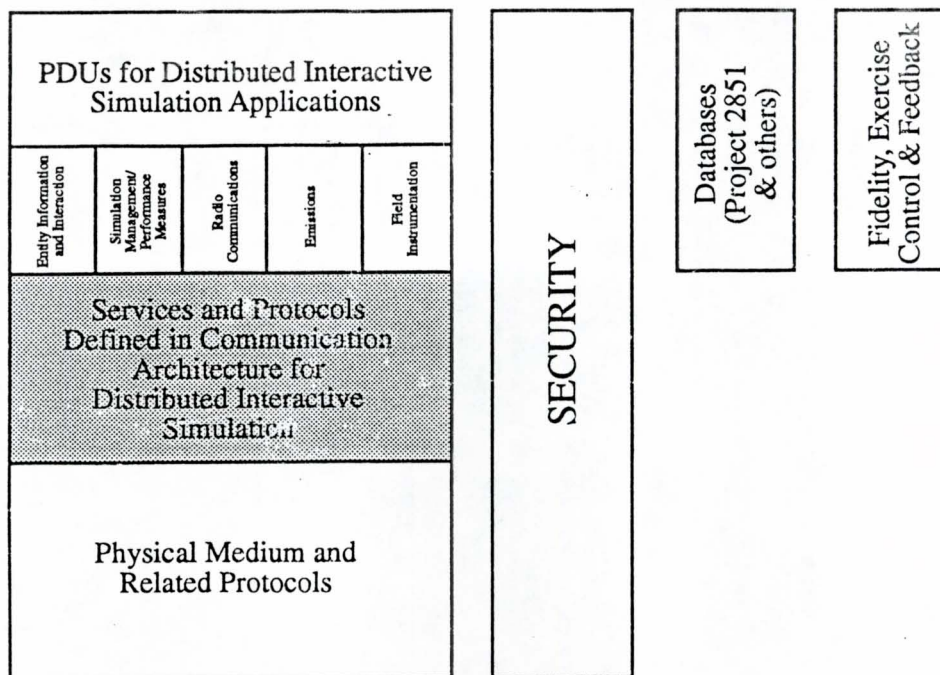 PDUs for Distributed Interactive
Simulation Applications
Entity Information
and Interaction
Simulation
Management/
Performance
Measures
Radio
Communications
Emissions
Field
Instrumentation
Services and Protocols
Defined in Communication
Architecture for
Distributed Interactive
Simulation
Physical Medium and
Related Protocols
SECURITY
Databases
(Project 2851
& others)
Fidelity, Exercise
Control & Feedback